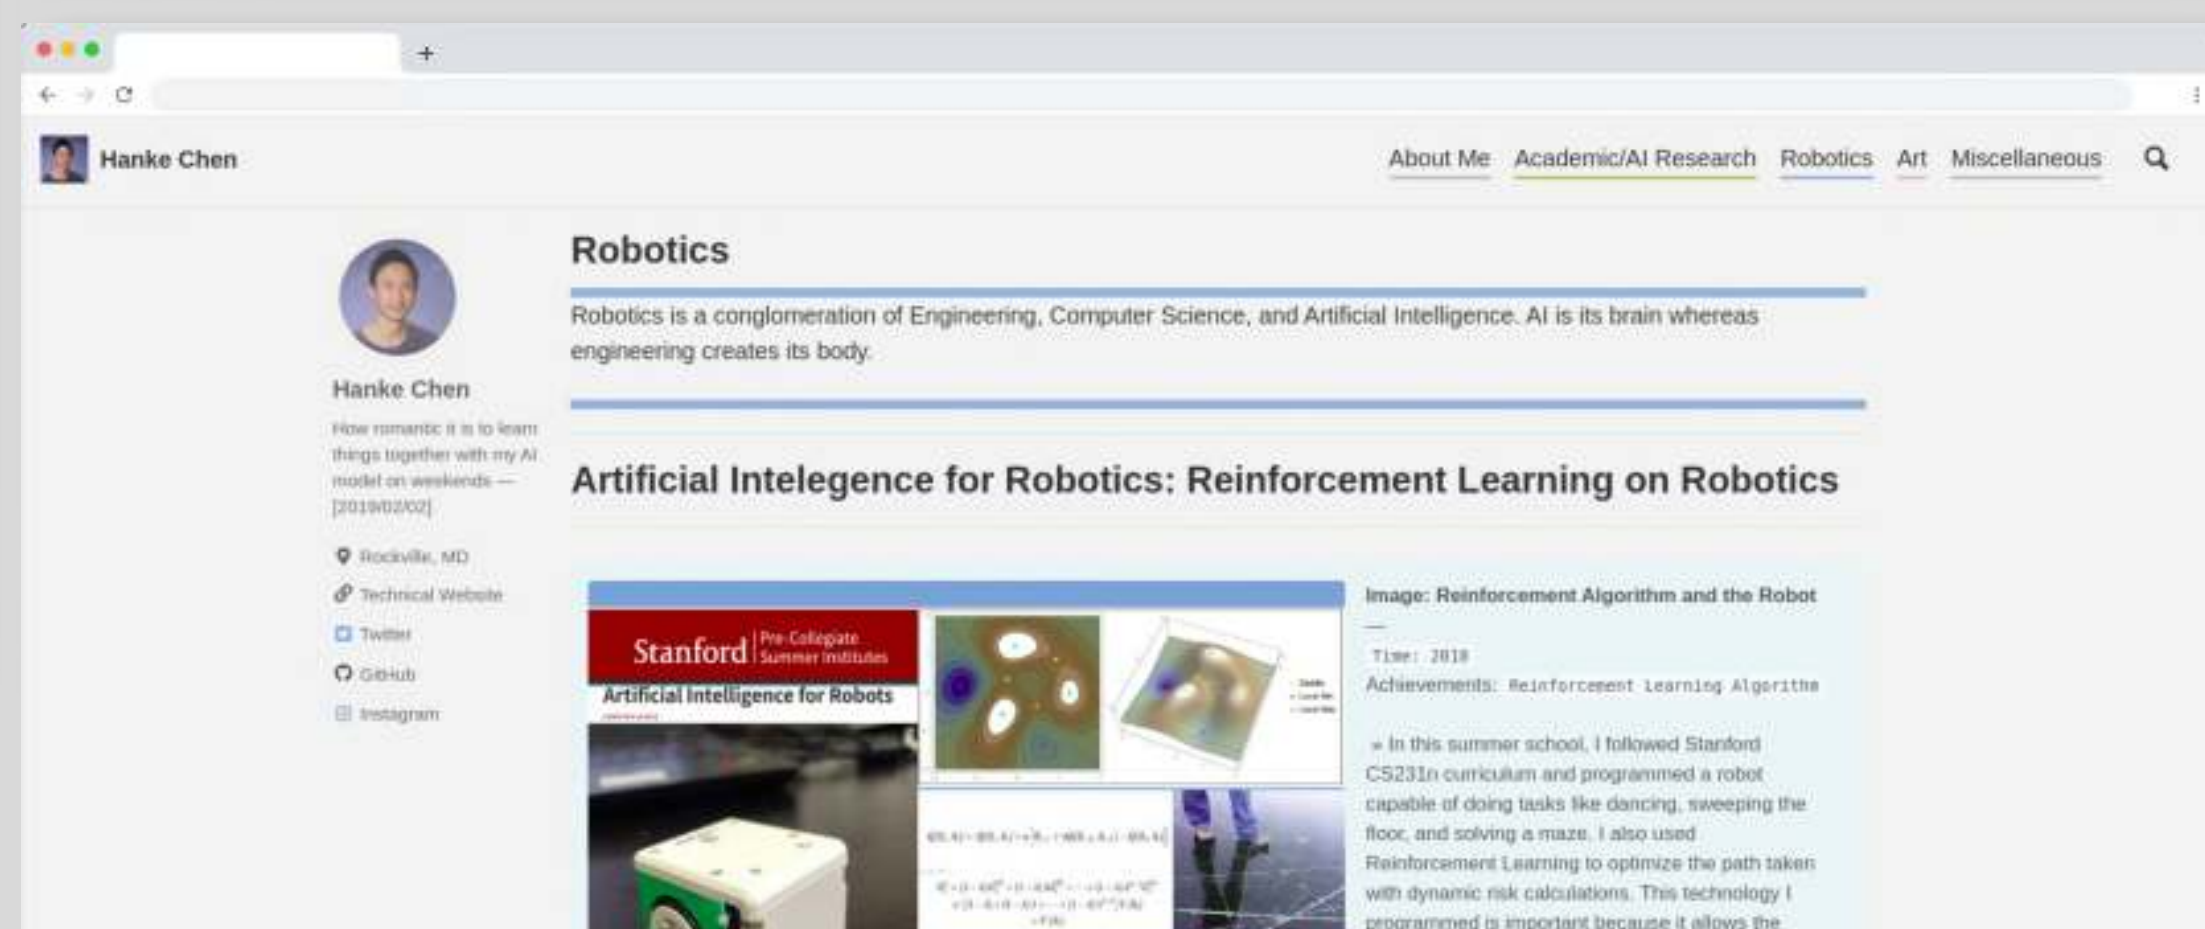 Hanke Chen
About Me Academic/AI Research Robotics Art Miscellaneous
Robotics
Robotics is a conglomeration of Engineering, Computer Science, and Artificial Intelligence. AI is its brain whereas
engineering creates its body.
Hanke Chen
How romantic it is to learn
things together with my AI
model on weekends —
[2019/02/02]
Rockville, MD
Technical Website
Twitter
GitHub
Instagram
Artificial Intelegence for Robotics: Reinforcement Learning on Robotics
Stanford Pre-Collegiate
Summer Institutes
Artificial Intelligence for Robots
Image: Reinforcement Algorithm and the Robot
—
Time: 2018
Achievements: Reinforcement Learning Algorithm
» In this summer school, I followed Stanford
CS231n curriculum and programmed a robot
capable of doing tasks like dancing, sweeping the
floor, and solving a maze. I also used
Reinforcement Learning to optimize the path taken
with dynamic risk calculations. This technology I
programmed is important because it allows the